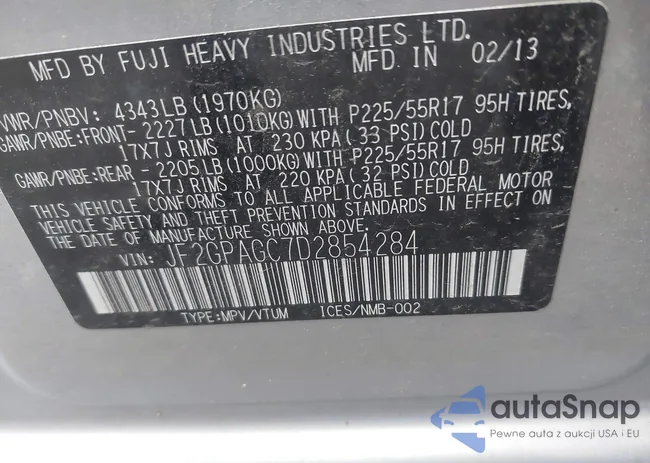 MFD BY FUJI HEAVY INDUSTRIES LTD.
MFD IN 02/13
VWR/PNBV: 4343LB(1970KG)
GAWR/PNBE:FRONT- 2227LB(1010KG)WITH P225/55R17 95H TIRES,
17X7J RIMS AT 230 KPA(33 PSI)COLD
GAWR/PNBE:REAR - 2205LB(1000KG)WITH P225/55R17 95H TIRES,
17X7J RIMS AT 220 KPA(32 PSI)COLD
THIS VEHICLE CONFORMS TO ALL APPLICABLE FEDERAL MOTOR
VEHICLE SAFETY AND THEFT PREVENTION STANDARDS IN EFFECT ON
THE DATE OF MANUFACTURE SHOWN ABOVE.
VIN: JF2GPAGC7D2854284
TYPE:MPV/VTUM ICES/NMB-002
autaSnap
Pewne auta z aukcji USA i EU